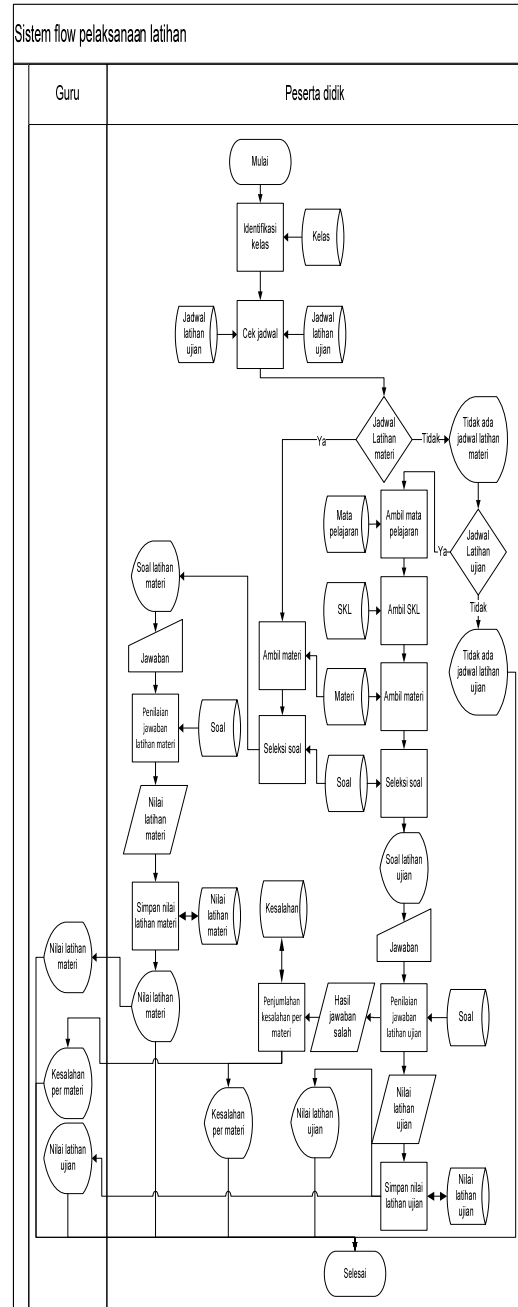 Sistem flow pelaksanaan latihan
Guru
Peserta didik
Mulai
Identifikasi
kelas
Kelas
Jadwal
latihan
ujian
Cek jadwal
Jadwal
latihan
ujian
Jadwal
Latihan
materi
Ya
Tidak
Tidak ada
jadwal latihan
materi
Mata
pelajaran
Ambil mata
pelajaran
Ya
Jadwal
Latihan
ujian
Tidak
Soal latihan
materi
SKL
Ambil SKL
Tidak ada
jadwal latihan
ujian
Jawaban
Ambil materi
Materi
Ambil materi
Penilaian
jawaban
latihan materi
Soal
Seleksi soal
Soal
Seleksi soal
Nilai
latihan
materi
Soal latihan
ujian
Simpan nilai
latihan materi
Nilai
latihan
materi
Kesalahan
Jawaban
Nilai latihan
materi
Nilai latihan
materi
Penjumlahan
kesalahan per
materi
Hasil
jawaban
salah
Penilaian
jawaban
latihan ujian
Soal
Kesalahan
per materi
Kesalahan
per materi
Nilai latihan
ujian
Nilai
latihan
ujian
Nilai latihan
ujian
Simpan nilai
latihan ujian
Nilai
latihan
ujian
Selesai